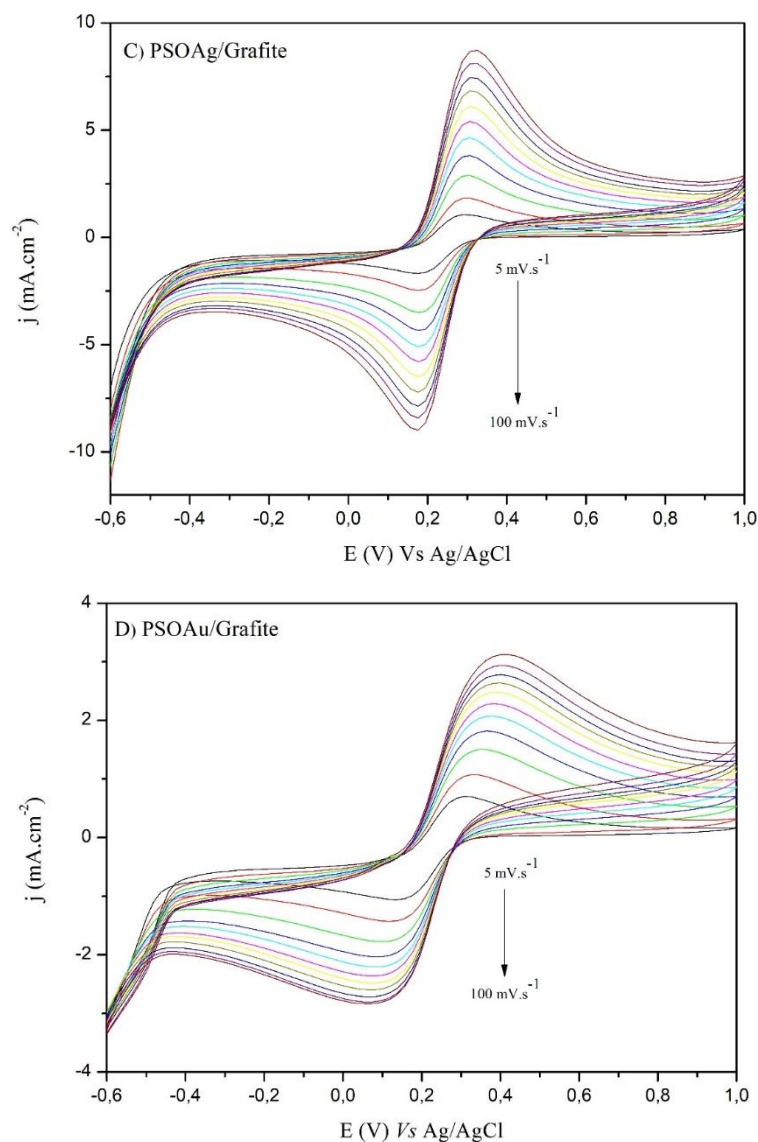 C) PSOAg/Grafite
10
5
0
-5
-10
j (mA.cm⁻²)
5 mV.s⁻¹
100 mV.s⁻¹
-0,6 -0,4 -0,2 0,0 0,2 0,4 0,6 0,8 1,0
E (V) Vs Ag/AgCl
D) PSOAu/Grafite
4
2
0
-2
-4
j (mA.cm⁻²)
5 mV.s⁻¹
100 mV.s⁻¹
-0,6 -0,4 -0,2 0,0 0,2 0,4 0,6 0,8 1,0
E (V) Vs Ag/AgCl